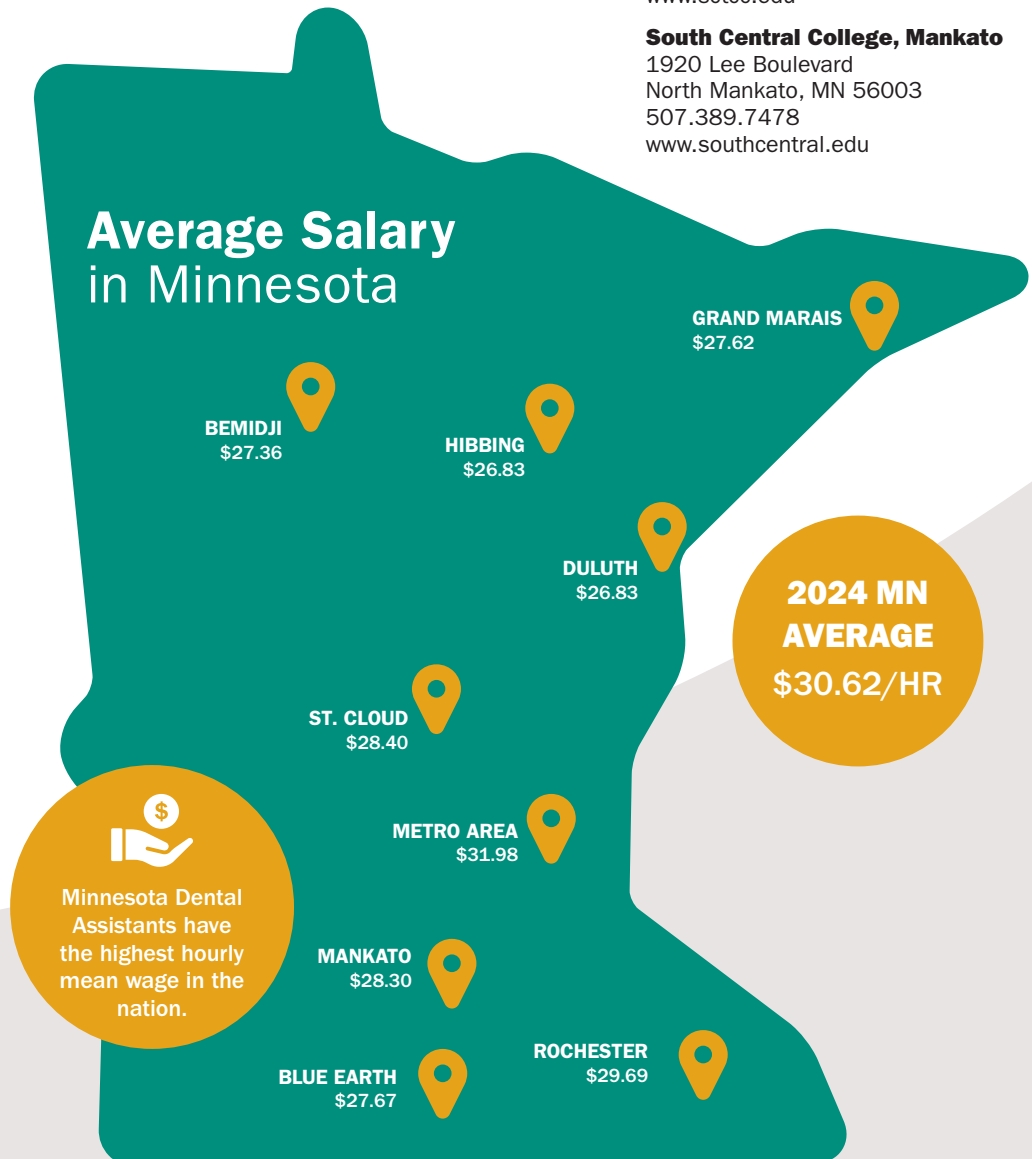 South Central College, Mankato
1920 Lee Boulevard
North Mankato, MN 56003
507.389.7478
www.southcentral.edu
Average Salary
in Minnesota
GRAND MARAIS
$27.62
BEMIDJI
$27.36
HIBBING
$26.83
DULUTH
$26.83
2024 MN
AVERAGE
$30.62/HR
ST. CLOUD
$28.40
METRO AREA
$31.98
$
Minnesota Dental
Assistants have
the highest hourly
mean wage in the
nation.
MANKATO
$28.30
ROCHESTER
$29.69
BLUE EARTH
$27.67